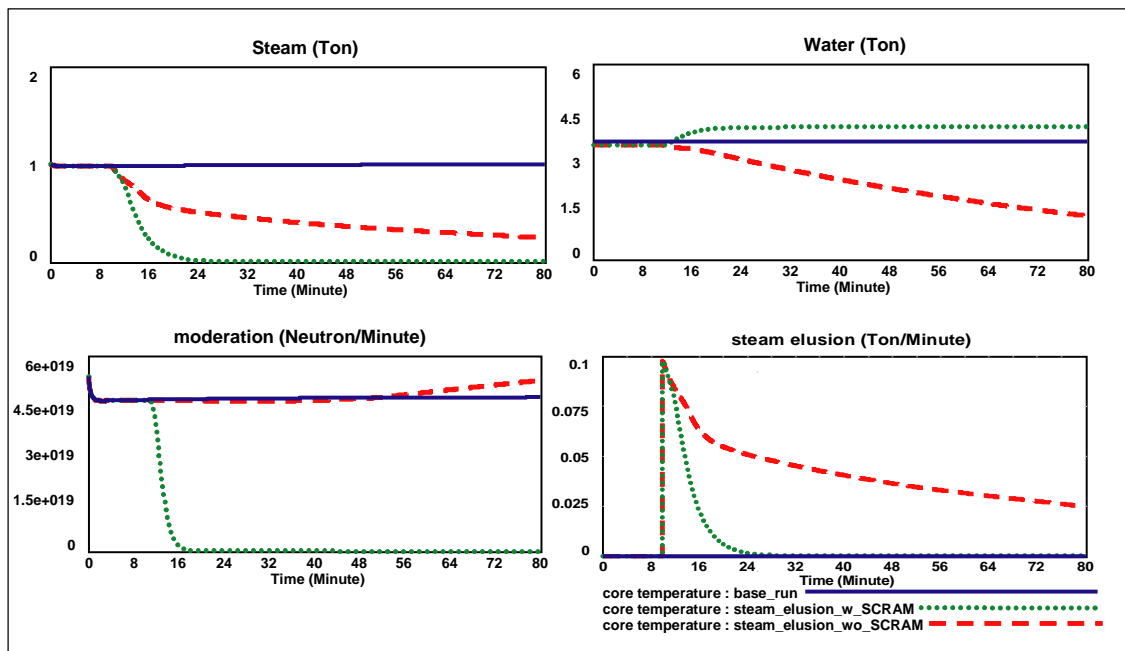 Steam (Ton)
2
1
0
0 8 16 24 32 40 48 56 64 72 80
Time (Minute)
Water (Ton)
6
4.5
3
1.5
0
0 8 16 24 32 40 48 56 64 72 80
Time (Minute)
moderation (Neutron/Minute)
6e+019
4.5e+019
3e+019
1.5e+019
0
0 8 16 24 32 40 48 56 64 72 80
Time (Minute)
steam elusion (Ton/Minute)
0.1
0.075
0.05
0.025
0
0 8 16 24 32 40 48 56 64 72 80
Time (Minute)
core temperature : base_run
core temperature : steam_elusion_w_SCRAM
core temperature : steam_elusion_wo_SCRAM